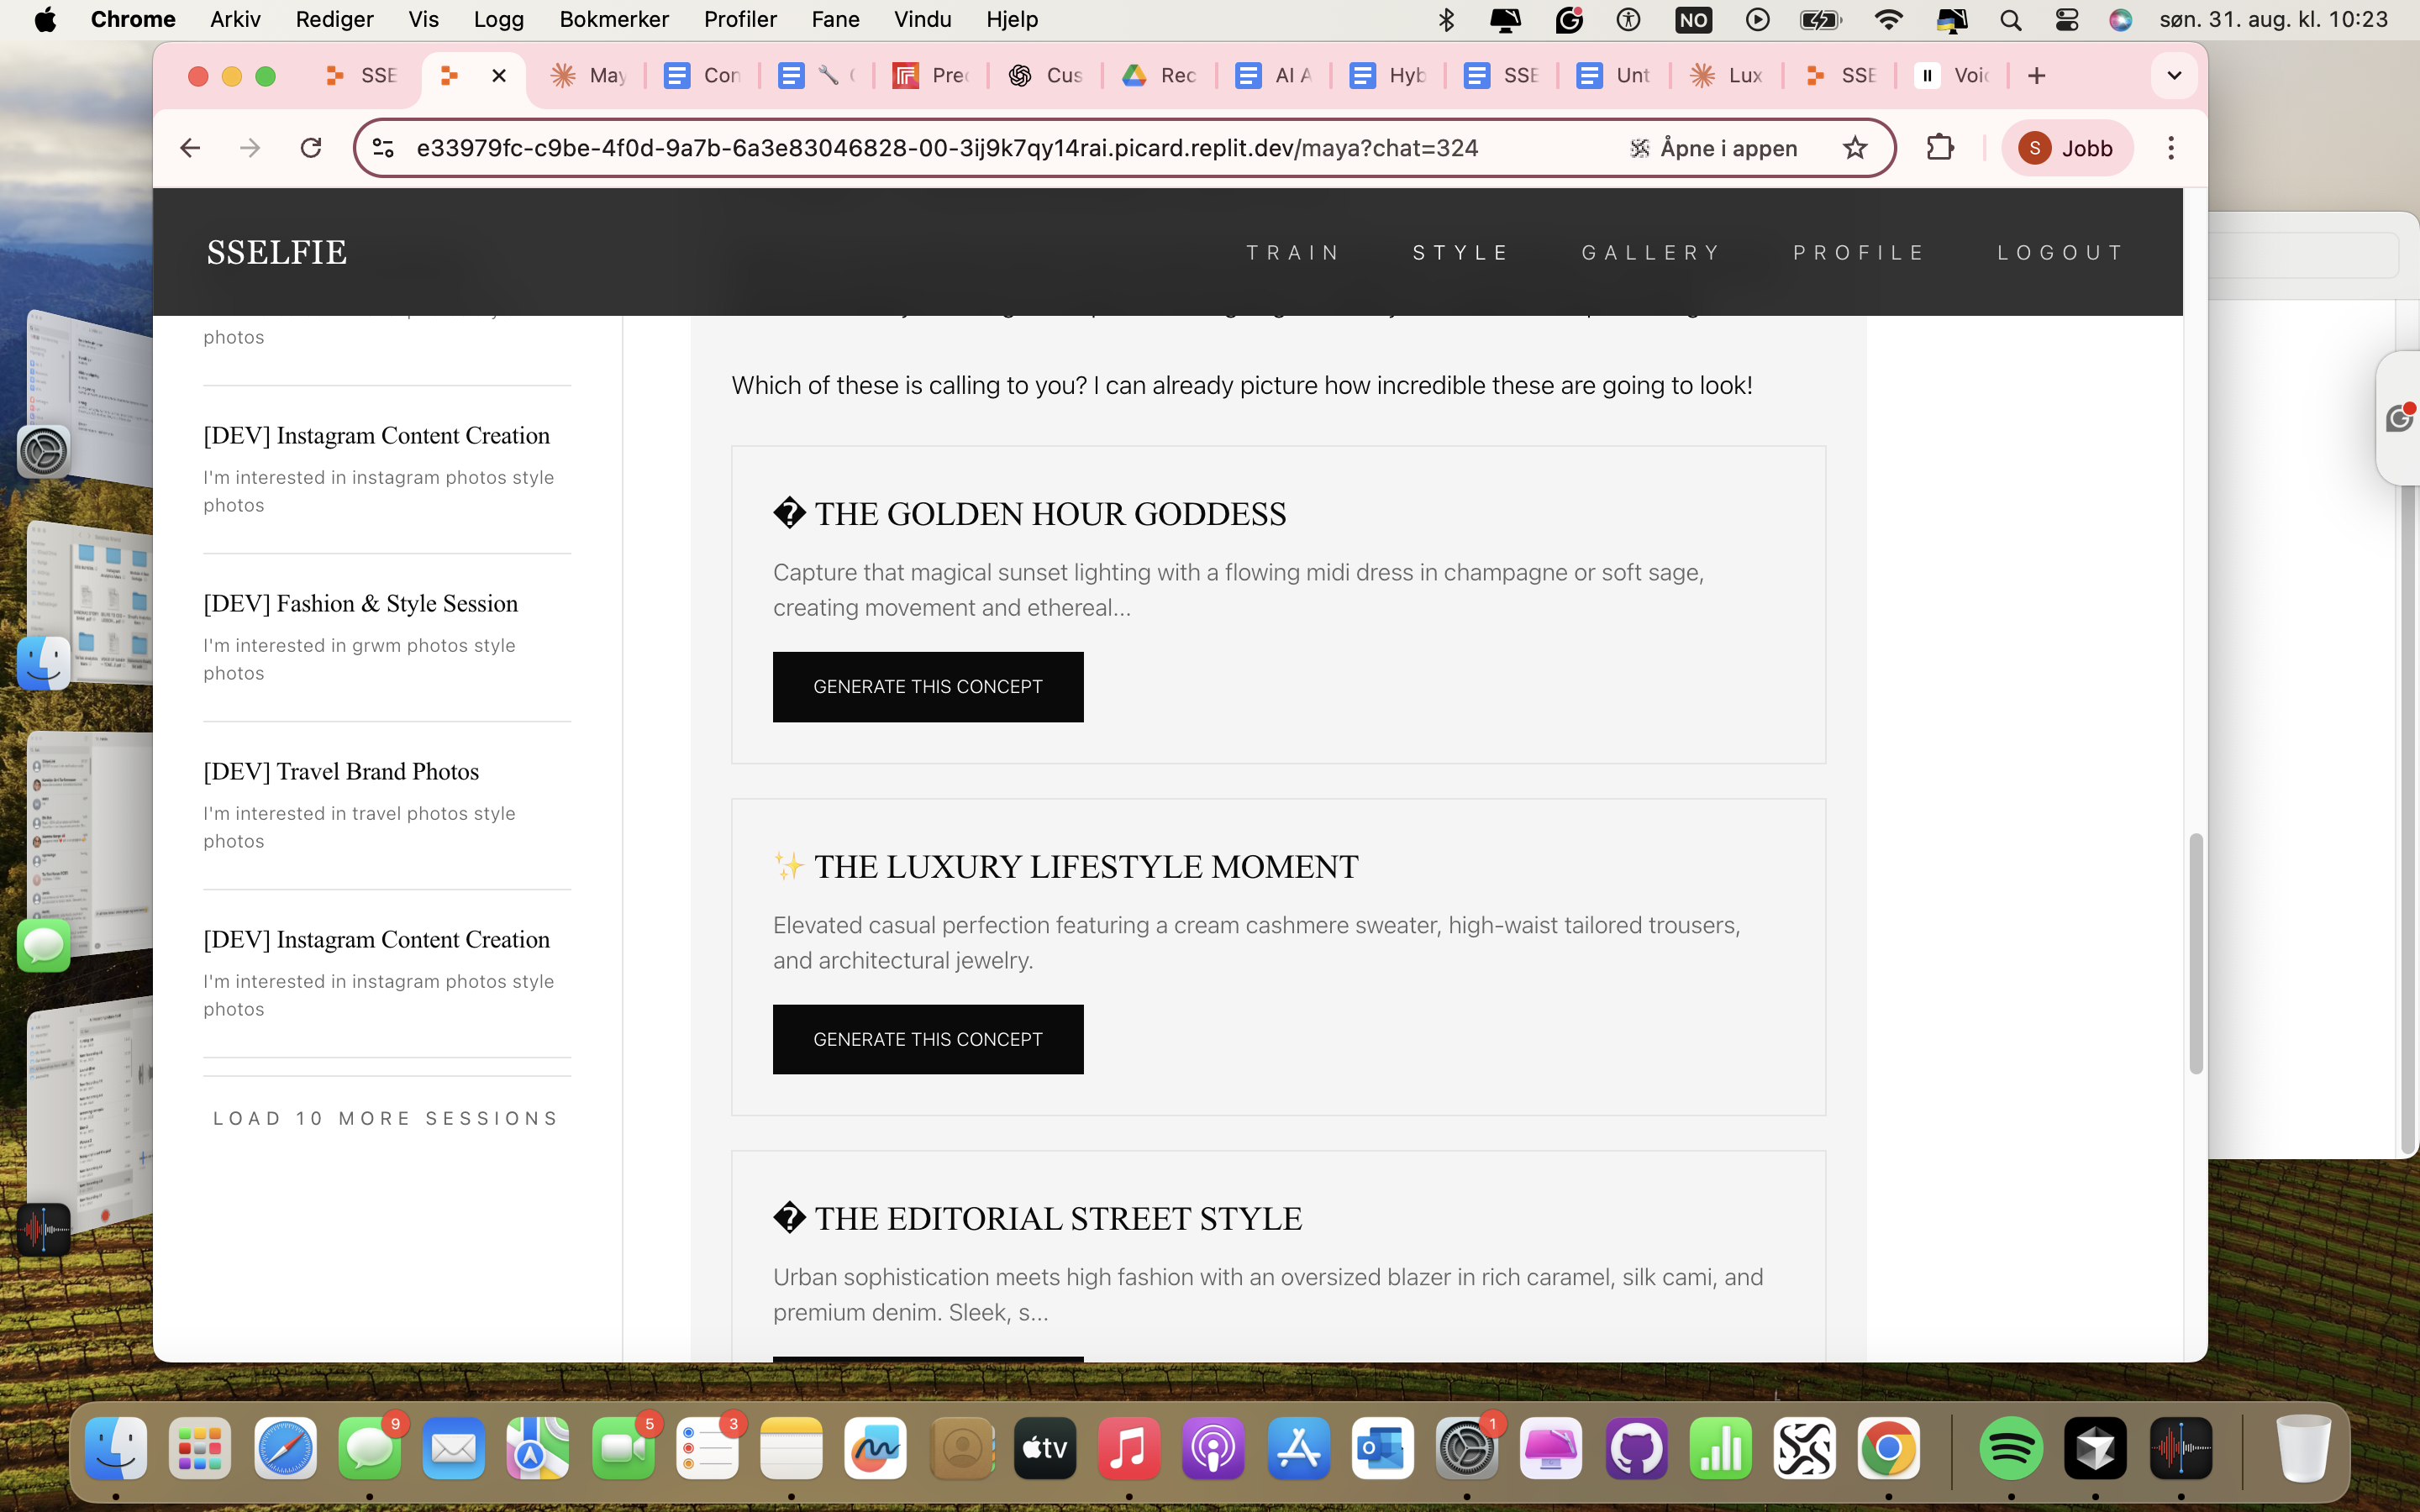 Chrome Arkiv Rediger Vis Logg Bokmerker Profiler Fane Vindu Hjelp NO søn. 31. aug. kl. 10:23
SSE May Con Pred Cus Rec AI A Hyb SSE Unt Lux SSE Voic
e33979fc-c9be-4f0d-9a7b-6a3e83046828-00-3ij9k7qy14rai.picard.replit.dev/maya?chat=324 Åpne i appen S Jobb
SSELFIE TRAIN STYLE GALLERY PROFILE LOGOUT
photos
[DEV] Instagram Content Creation
I'm interested in instagram photos style
photos
[DEV] Fashion & Style Session
I'm interested in grwm photos style
photos
[DEV] Travel Brand Photos
I'm interested in travel photos style
photos
[DEV] Instagram Content Creation
I'm interested in instagram photos style
photos
LOAD 10 MORE SESSIONS
Which of these is calling to you? I can already picture how incredible these are going to look!
� THE GOLDEN HOUR GODDESS
Capture that magical sunset lighting with a flowing midi dress in champagne or soft sage,
creating movement and ethereal...
GENERATE THIS CONCEPT
✨ THE LUXURY LIFESTYLE MOMENT
Elevated casual perfection featuring a cream cashmere sweater, high-waist tailored trousers,
and architectural jewelry.
GENERATE THIS CONCEPT
� THE EDITORIAL STREET STYLE
Urban sophistication meets high fashion with an oversized blazer in rich caramel, silk cami, and
premium denim. Sleek, s...
9 5 3 tv 1